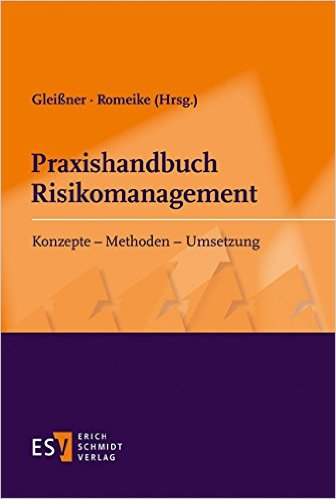 Gleißner · Romeike (Hrsg.)
Praxishandbuch
Risikomanagement
Konzepte – Methoden – Umsetzung
ESV
ERICH
SCHMIDT
VERLAG